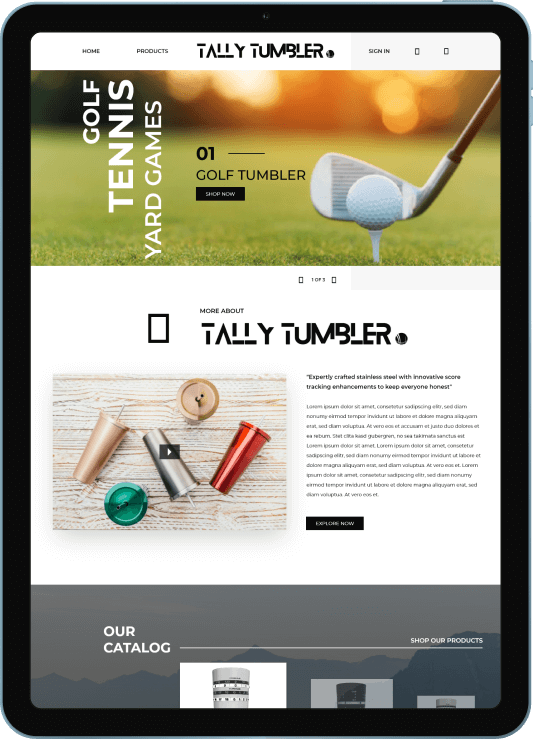 HOME
PRODUCTS
TALLY TUMBLER
SIGN IN
GOLF
TENNIS
YARD GAMES
01
GOLF TUMBLER
SHOP NOW
1 OF 3
MORE ABOUT
TALLY TUMBLER
"Expertly crafted stainless steel with innovative score
tracking enhancements to keep everyone honest"
Lorem ipsum dolor sit amet, consetetur sadipscing elitr, sed diam
nonumy eirmod tempor invidunt ut labore et dolore magna aliquyam
erat, sed diam voluptua. At vero eos et accusam et justo duo dolores et
ea rebum. Stet clita kasd gubergren, no sea takimata sanctus est
Lorem ipsum dolor sit amet. Lorem ipsum dolor sit amet, consetetur
sadipscing elitr, sed diam nonumy eirmod tempor invidunt ut labore et
dolore magna aliquyam erat, sed diam voluptua. At vero eos et. Lorem
ipsum dolor sit amet, consetetur sadipscing elitr, sed diam nonumy
eirmod tempor invidunt ut labore et dolore magna aliquyam erat, sed
diam voluptua. At vero eos et.
EXPLORE NOW
OUR
CATALOG
SHOP OUR PRODUCTS